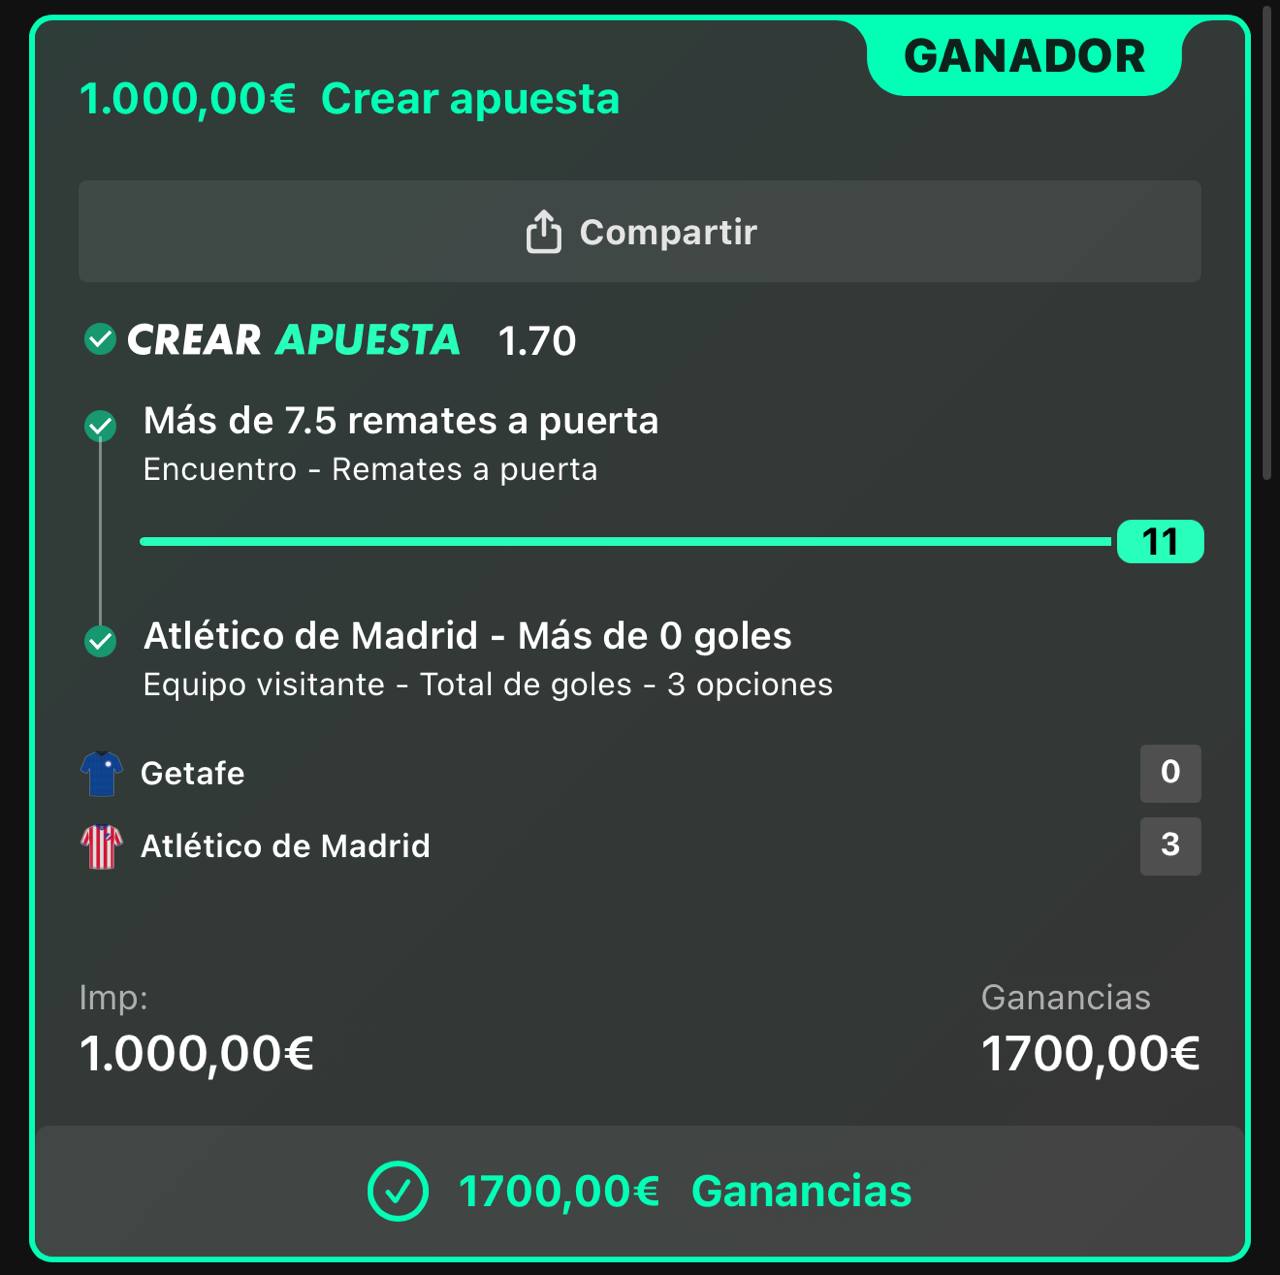 GANADOR
1.000,00€ Crear apuesta
Compartir
CREAR APUESTA 1.70
Más de 7.5 remates a puerta
Encuentro - Remates a puerta
11
Atlético de Madrid - Más de 0 goles
Equipo visitante - Total de goles - 3 opciones
Getafe 0
Atlético de Madrid 3
Imp: Ganancias
1.000,00€ 1700,00€
1700,00€ Ganancias